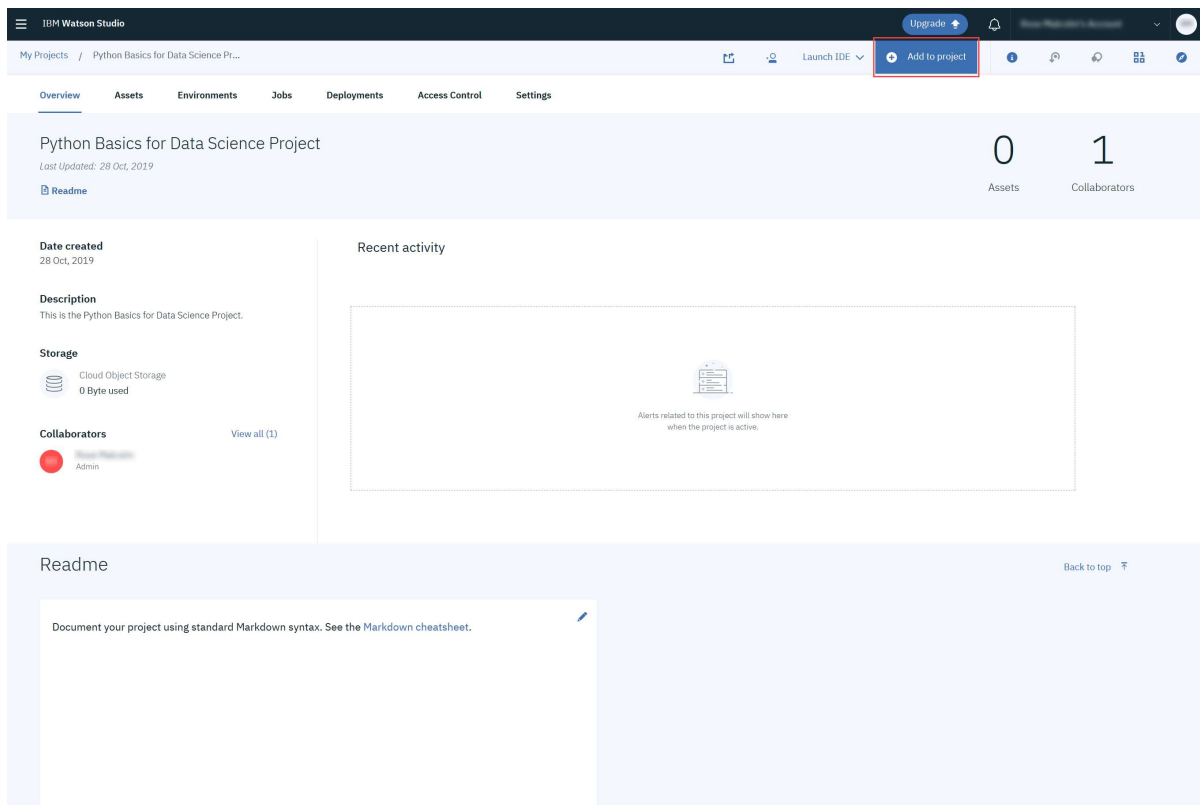 IBM Watson Studio
Upgrade
My Projects / Python Basics for Data Science Pr...
Launch IDE
Add to project
Overview Assets Environments Jobs Deployments Access Control Settings
Python Basics for Data Science Project
Last Updated: 28 Oct, 2019
Readme
0
Assets
1
Collaborators
Date created
28 Oct, 2019
Description
This is the Python Basics for Data Science Project.
Storage
Cloud Object Storage
0 Byte used
Collaborators View all (1)
Admin
Recent activity
Alerts related to this project will show here
when the project is active.
Readme
Back to top
Document your project using standard Markdown syntax. See the Markdown cheatsheet.